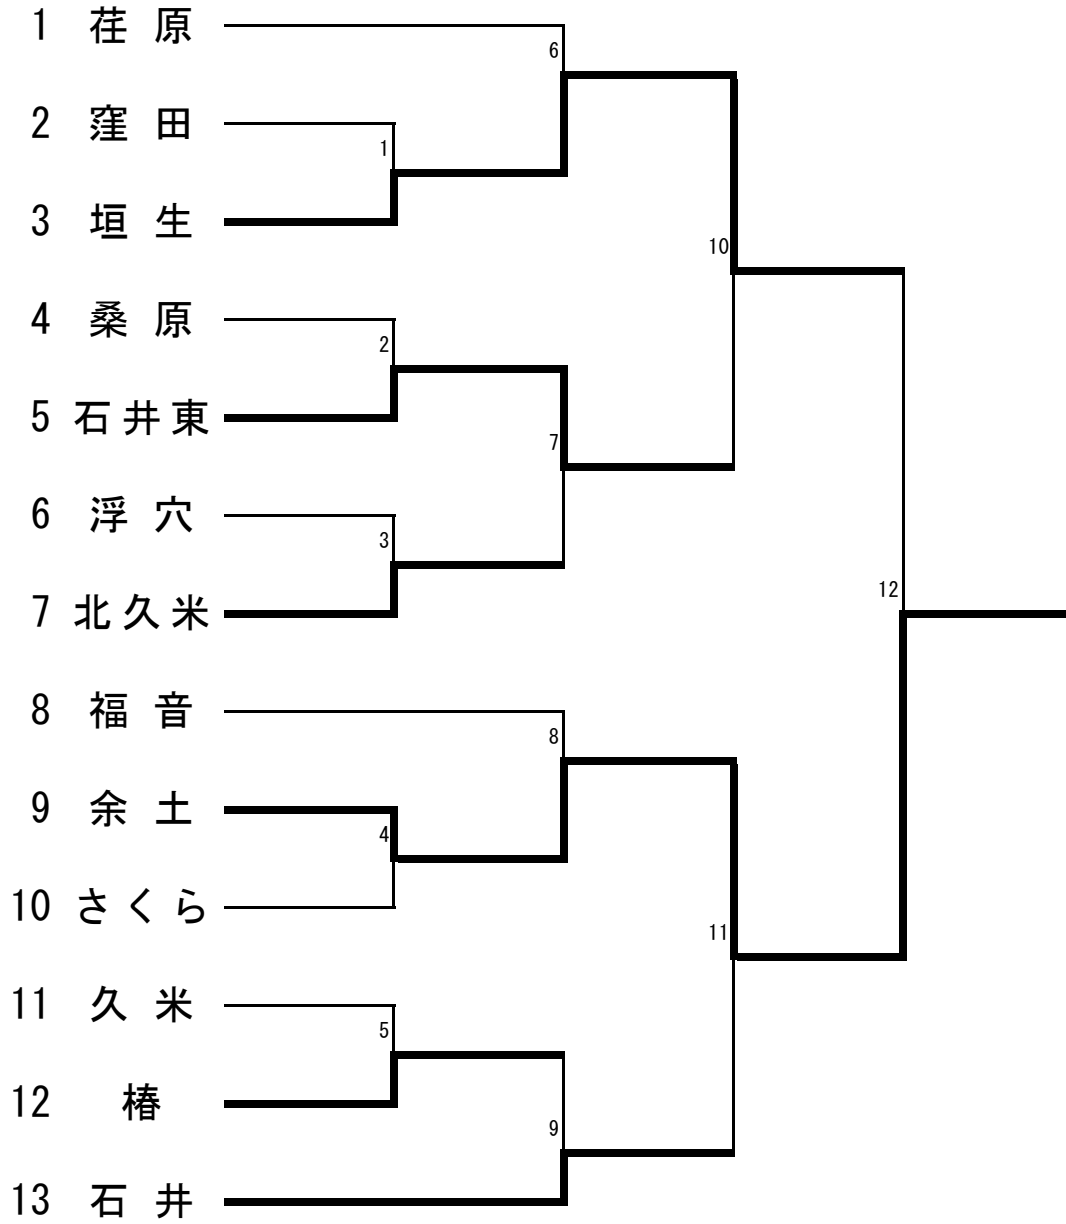 1 荏原
6
2 窪田
1
3 垣生
10
4 桑原
2
5 石井東
7
6 浮穴
3
12
7 北久米
8 福音
8
9 余土
4
10 さくら
11
11 久米
5
12 椿
9
13 石井